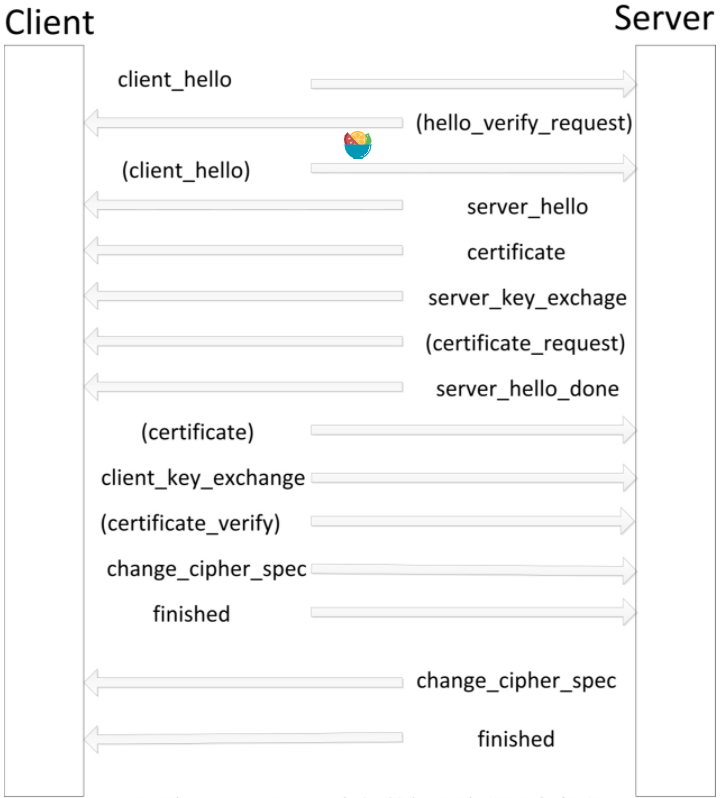 Client
Server
client_hello
(hello_verify_request)
(client_hello)
server_hello
certificate
server_key_exchage
(certificate_request)
server_hello_done
(certificate)
client_key_exchange
(certificate_verify)
change_cipher_spec
finished
change_cipher_spec
finished